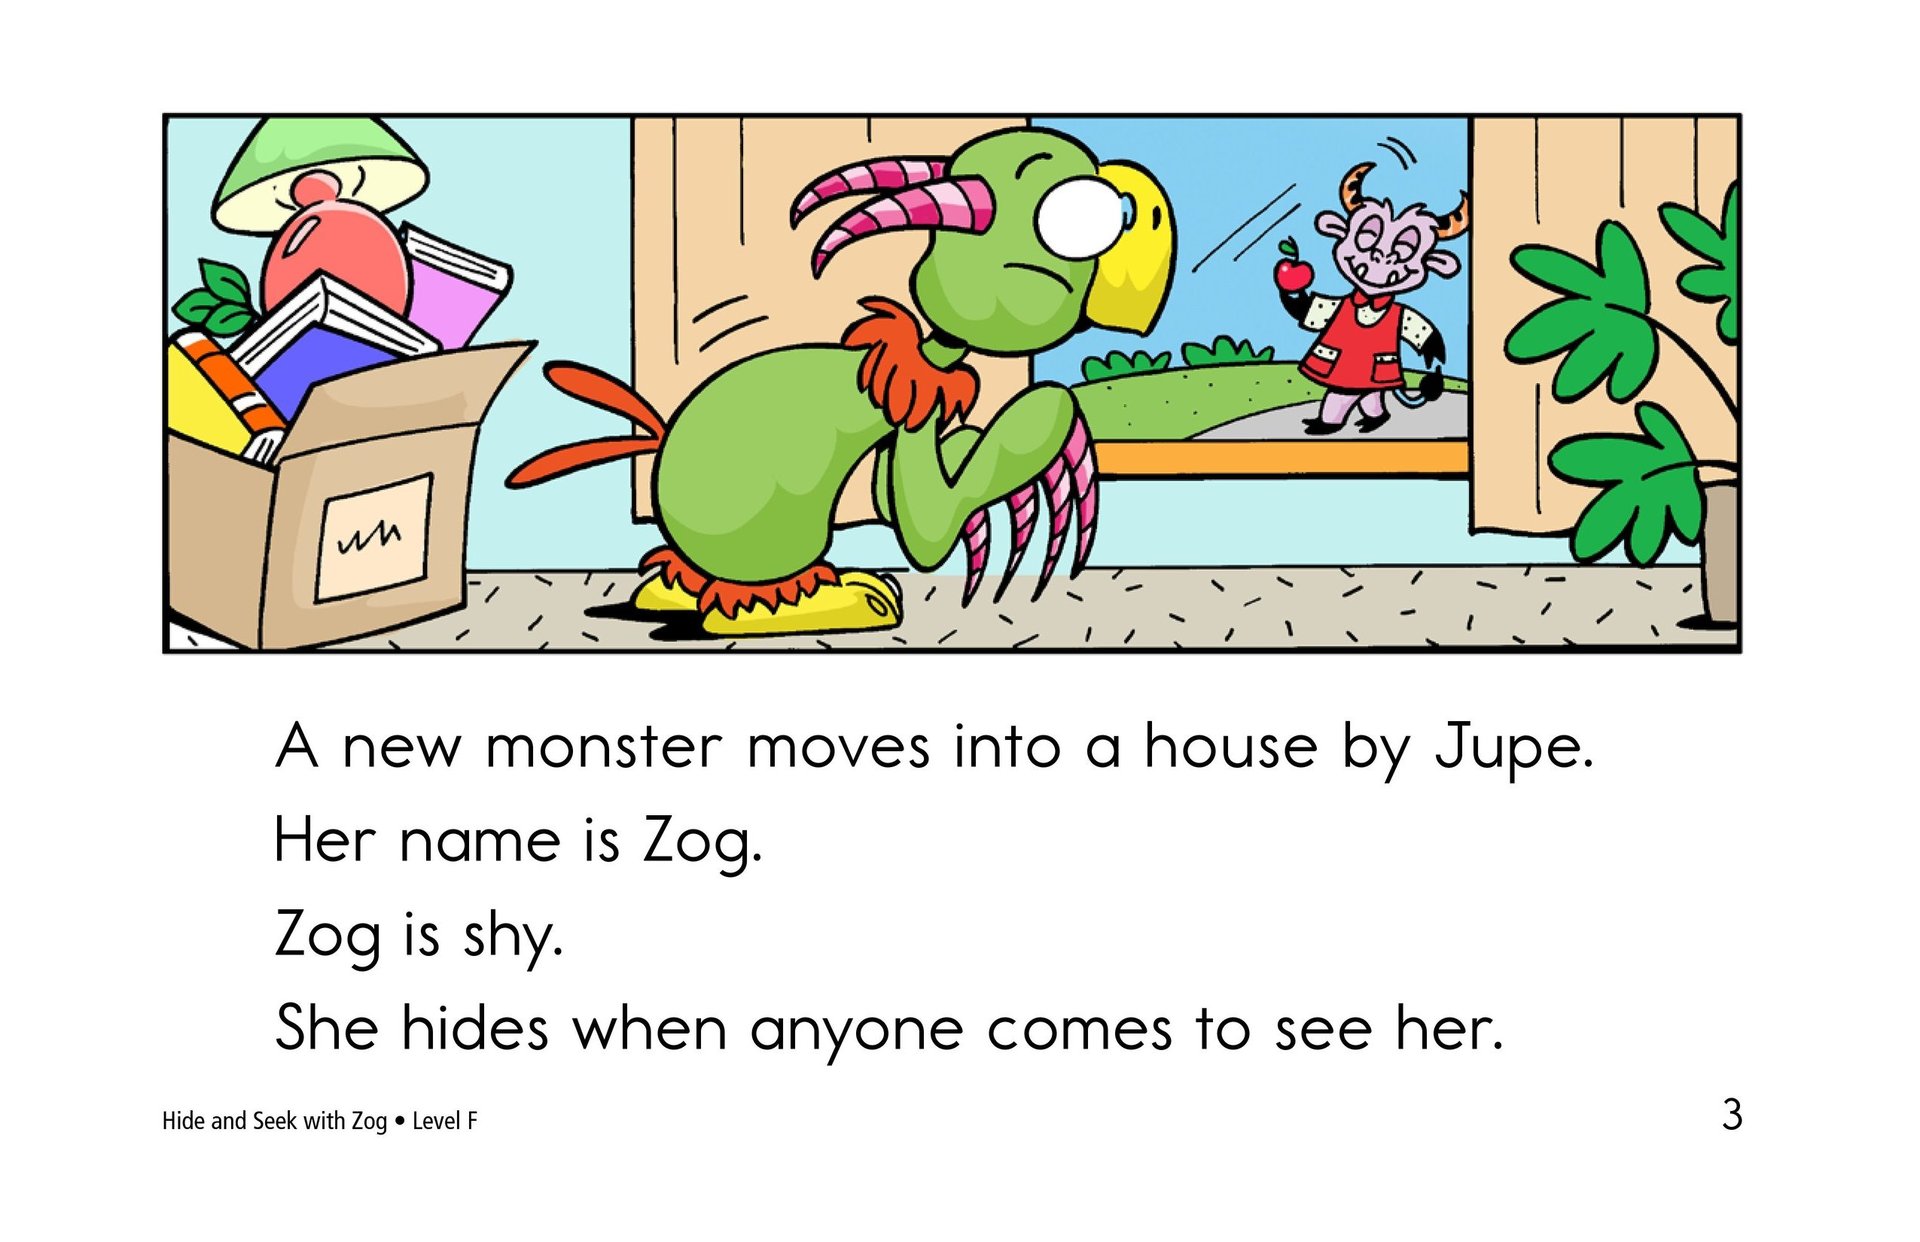 A new monster moves into a house by Jupe.
Her name is Zog.
Zog is shy.
She hides when anyone comes to see her.
Hide and Seek with Zog • Level F
3